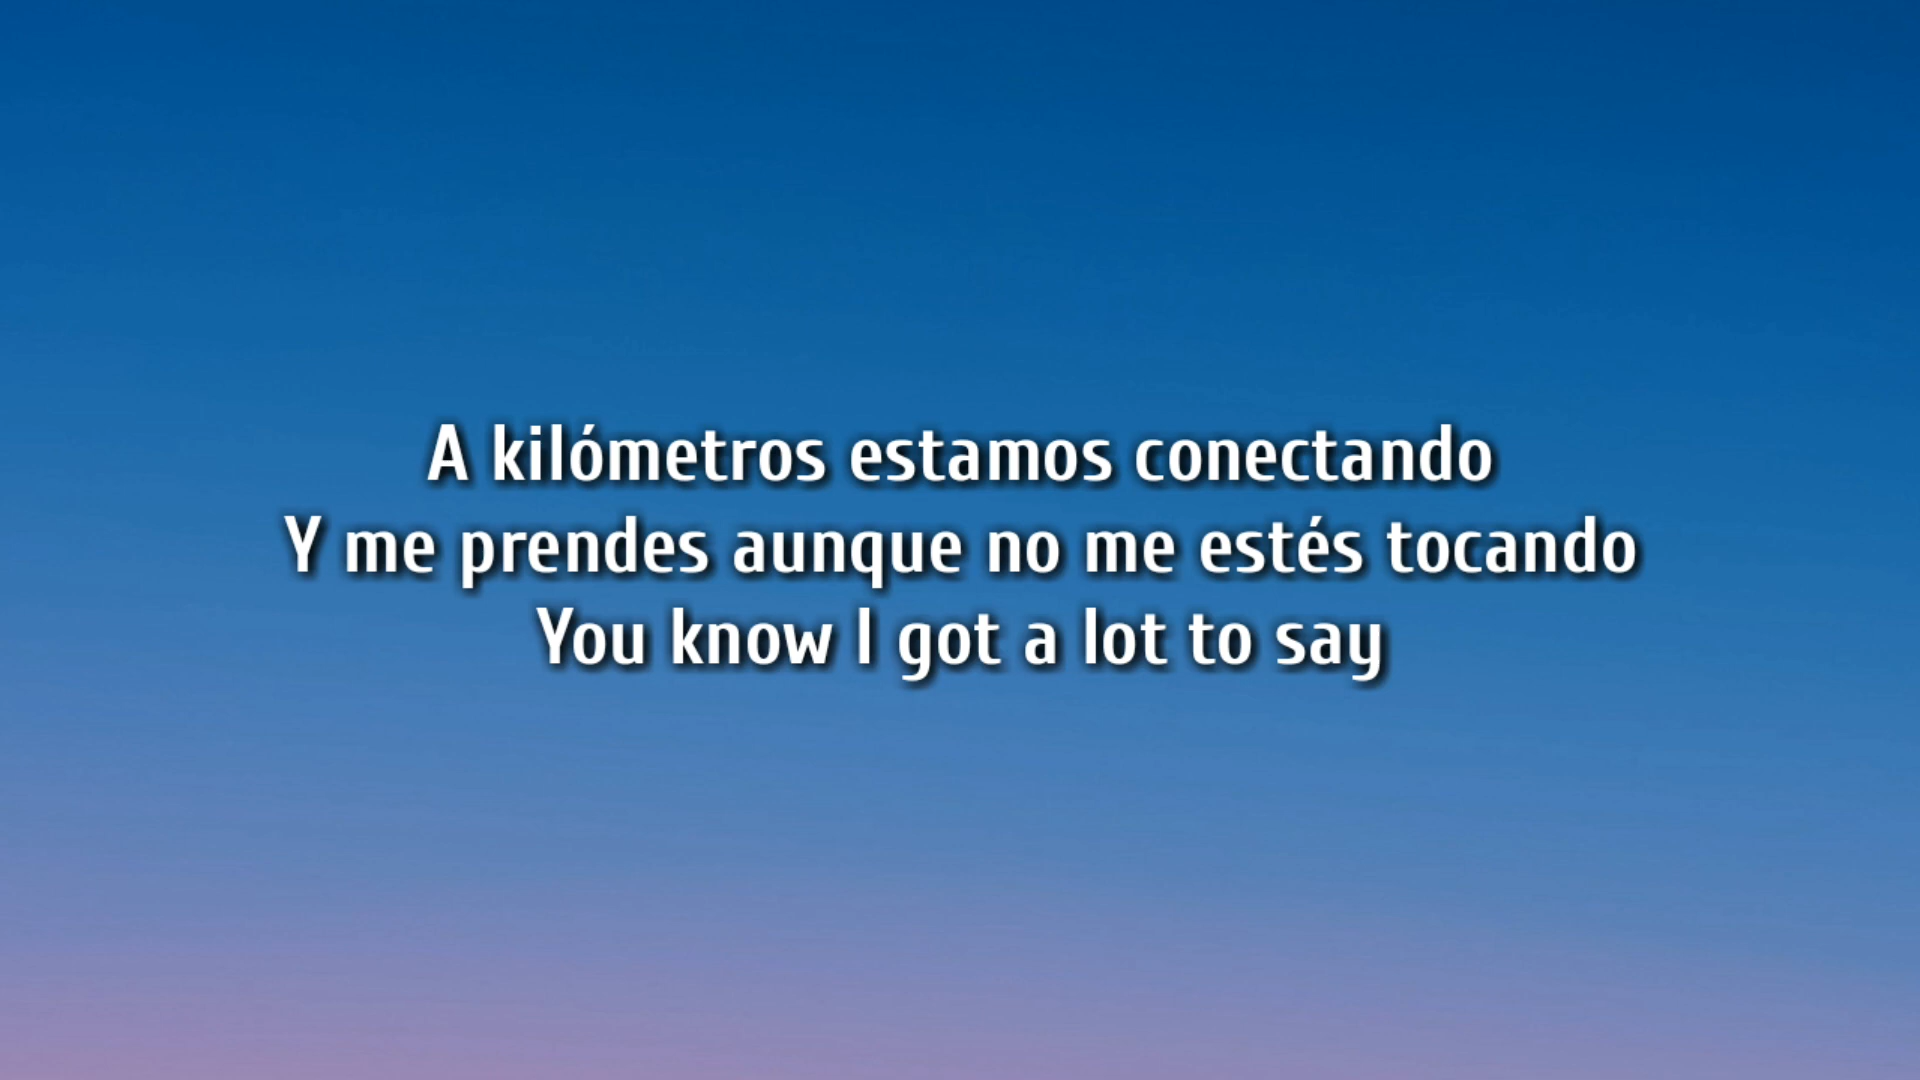 A kilómetros estamos conectando
Y me prendes aunque no me estés tocando
You know I got a lot to say